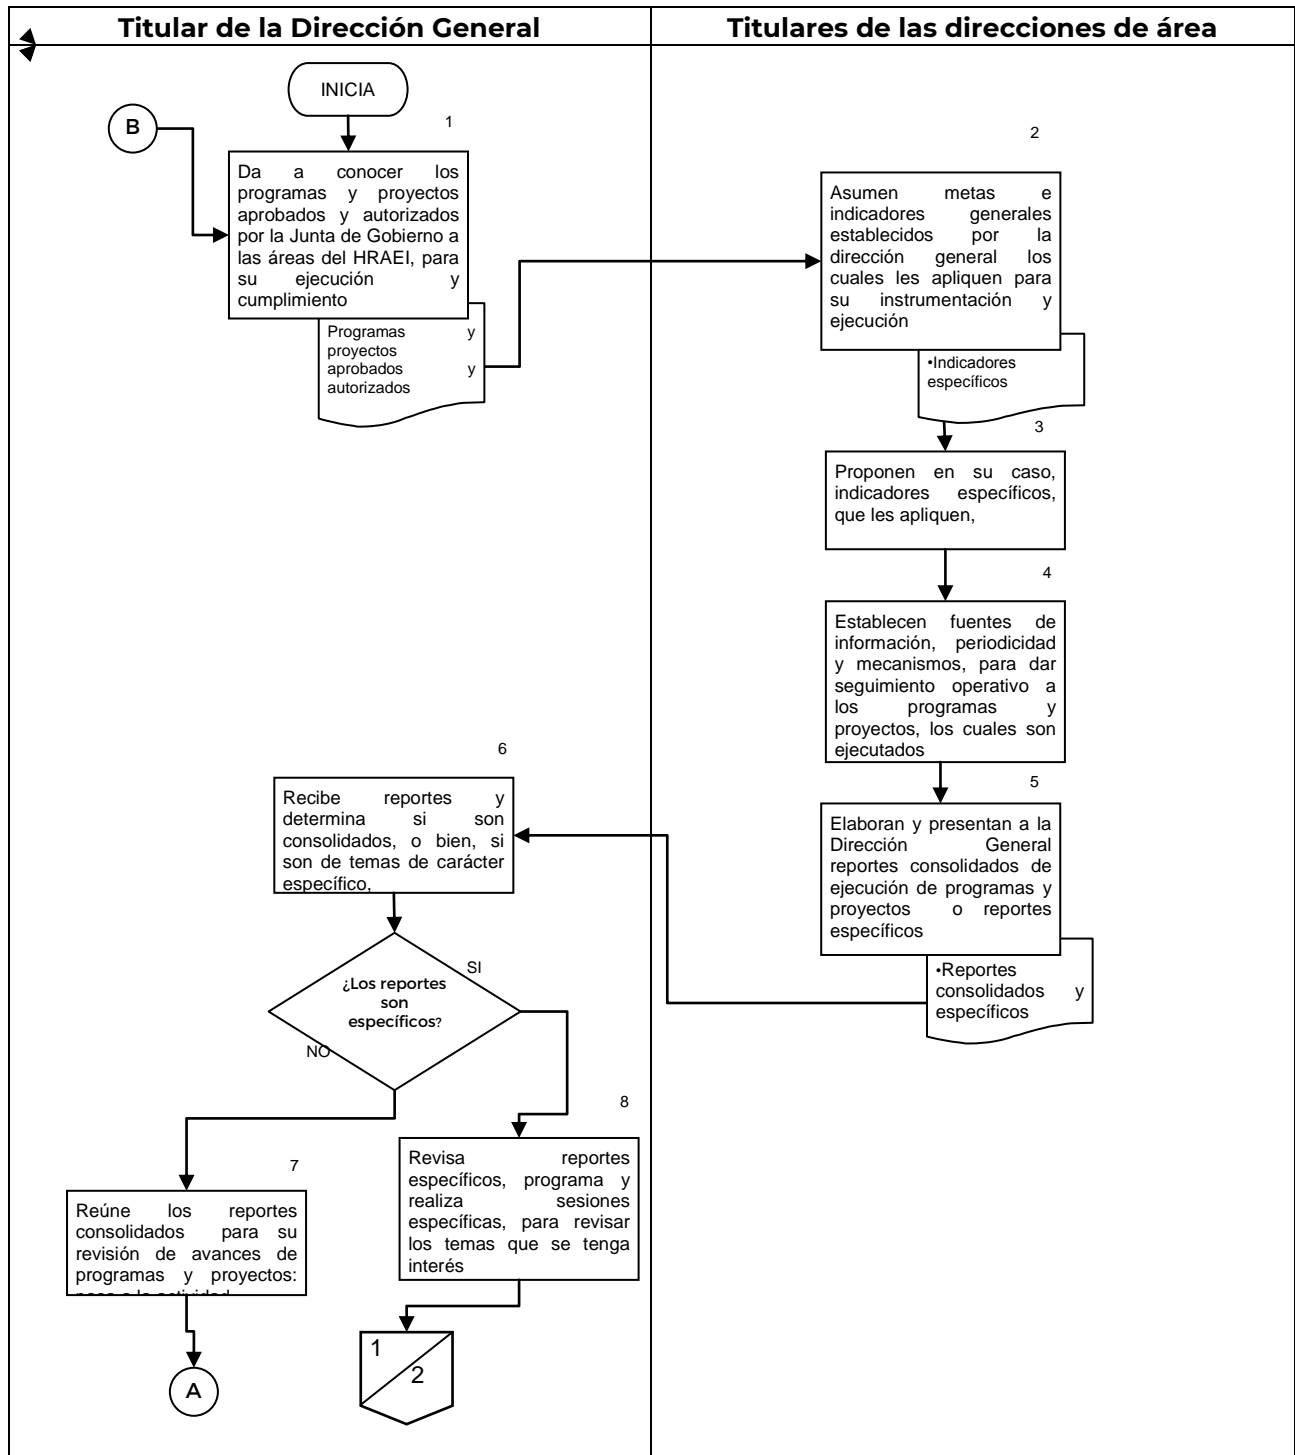 Titular de la Dirección General
Titulares de las direcciones de área
INICIA
B
1
Da a conocer los
programas y proyectos
aprobados y autorizados
por la Junta de Gobierno a
las áreas del HRAEI, para
su ejecución y
cumplimiento
Programas y
proyectos
aprobados y
autorizados
2
Asumen metas e
indicadores generales
establecidos por la
dirección general los
cuales les apliquen para
su instrumentación y
ejecución
•Indicadores
específicos
3
Proponen en su caso,
indicadores específicos,
que les apliquen,
4
Establecen fuentes de
información, periodicidad
y mecanismos, para dar
seguimiento operativo a
los programas y
proyectos, los cuales son
ejecutados
5
Elaboran y presentan a la
Dirección General
reportes consolidados de
ejecución de programas y
proyectos o reportes
específicos
•Reportes
consolidados y
específicos
6
Recibe reportes y
determina si son
consolidados, o bien, si
son de temas de carácter
específico,
¿Los reportes
son
específicos?
SI
NO
7
Reúne los reportes
consolidados para su
revisión de avances de
programas y proyectos:
A
8
Revisa reportes
específicos, programa y
realiza sesiones
específicas, para revisar
los temas que se tenga
interés
1
2